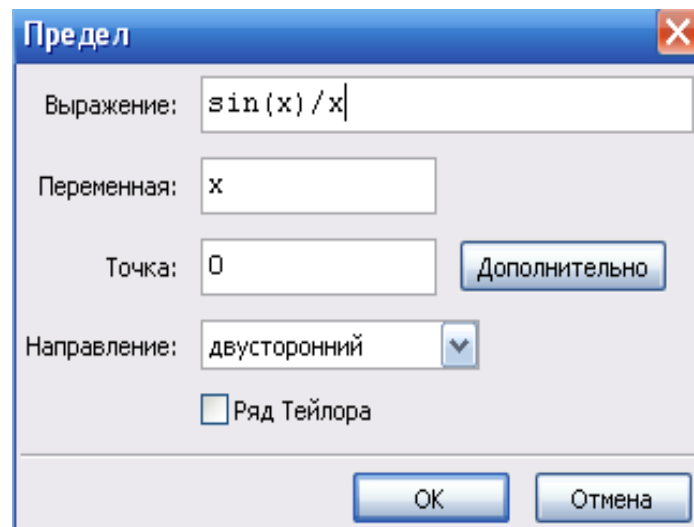 Предел
Выражение: sin(x)/x
Переменная: x
Точка: 0 Дополнительно
Направление: двусторонний
Ряд Тейлора
OK Отмена